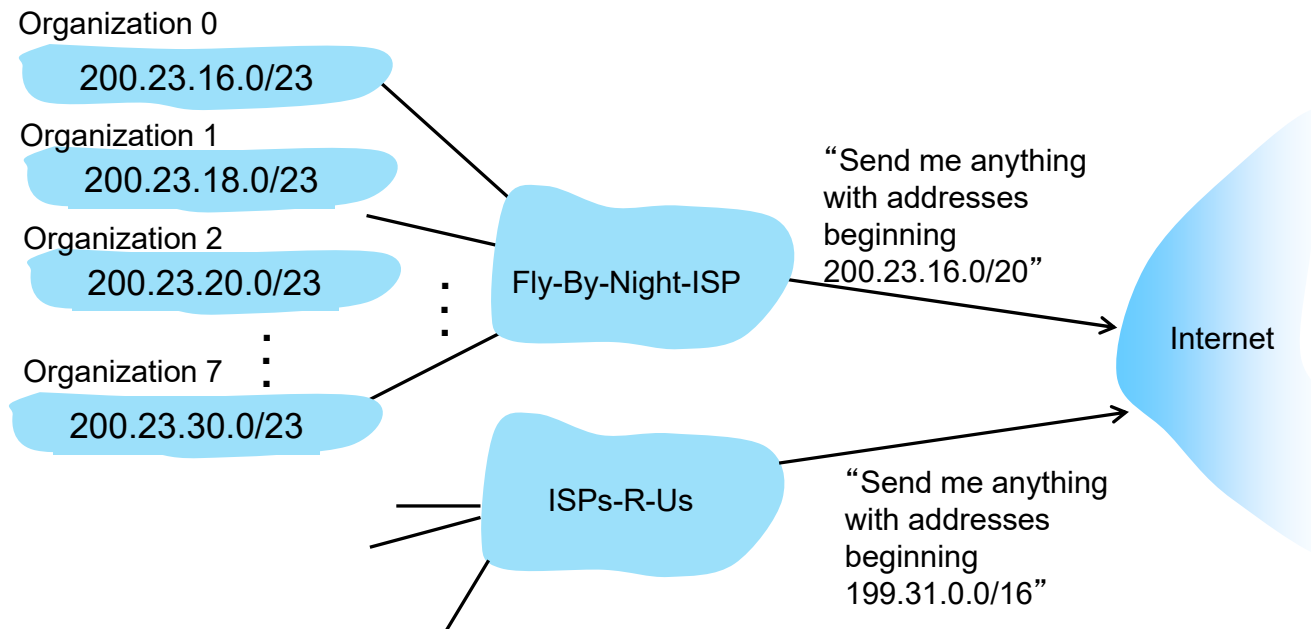 Organization 0
200.23.16.0/23
Organization 1
200.23.18.0/23
Organization 2
200.23.20.0/23
Organization 7
200.23.30.0/23
Fly-By-Night-ISP
“Send me anything
with addresses
beginning
200.23.16.0/20”
Internet
ISPs-R-Us
“Send me anything
with addresses
beginning
199.31.0.0/16”